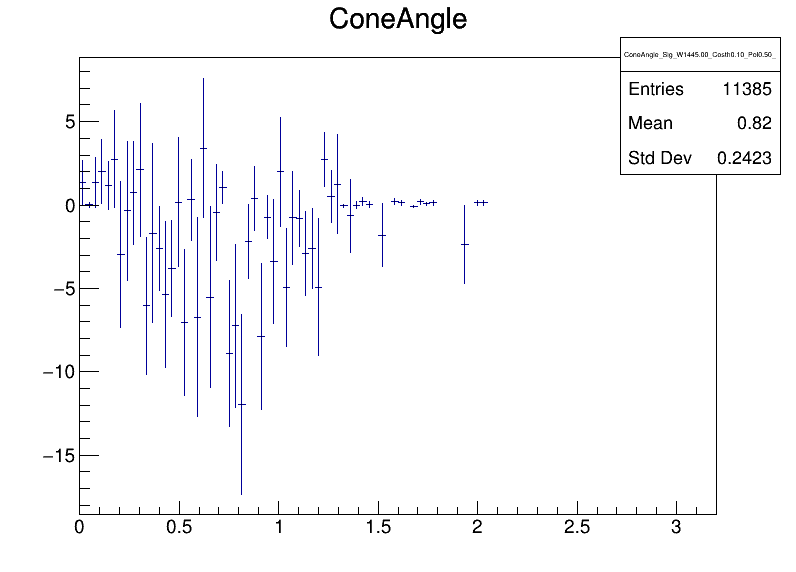 ConeAngle
ConeAngle_Sig_W1445.00_Costh0.10_Pol0.50_
Entries 11385
Mean 0.82
Std Dev 0.2423
5
0
−5
−10
−15
0 0.5 1 1.5 2 2.5 3